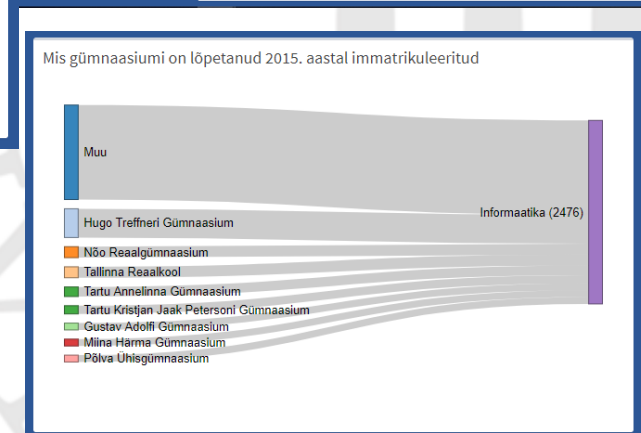 Mis gümnaasiumi on lõpetanud 2015. aastal immatrikuleeritud
Muu
Hugo Treffneri Gümnaasium
Nõo Reaalgümnaasium
Tallinna Reaalkool
Tartu Annelinna Gümnaasium
Tartu Kristjan Jaak Petersoni Gümnaasium
Gustav Adolfi Gümnaasium
Miina Härma Gümnaasium
Põlva Ühisgümnaasium
Informaatika (2476)